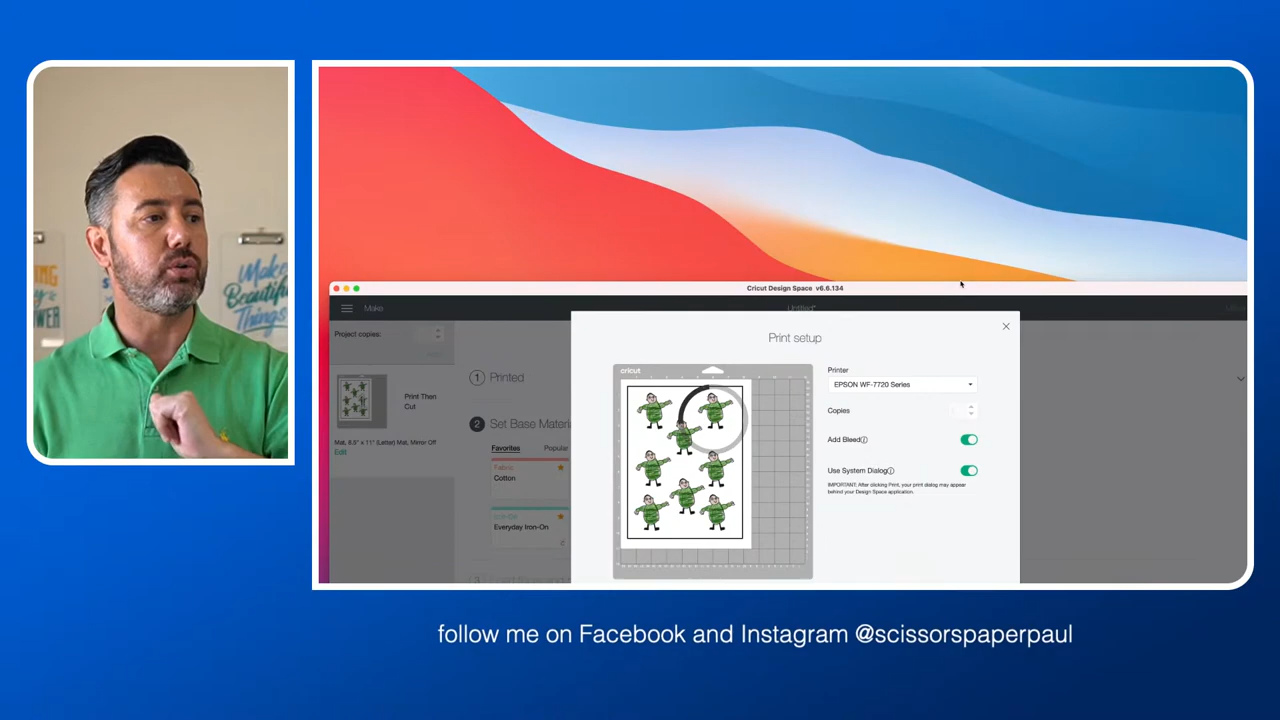 Make
Beautiful
Things
Cricut Design Space v6.6.134
Make
Untitled*
Project copies:
Print Then
Cut
Mat, 8.5" x 11" (Letter) Mat, Mirror Off
Edit
1 Printed
2 Set Base Materi
Favorites Popular
Fabric
Cotton
Iron-On
Everyday Iron-On
3
Print setup
cricut
Printer
EPSON WF-7720 Series
Copies
Add Bleed
Use System Dialog
IMPORTANT: After clicking Print, your print dialog may appear
behind your Design Space application.
follow me on Facebook and Instagram @scissorspaperpaul